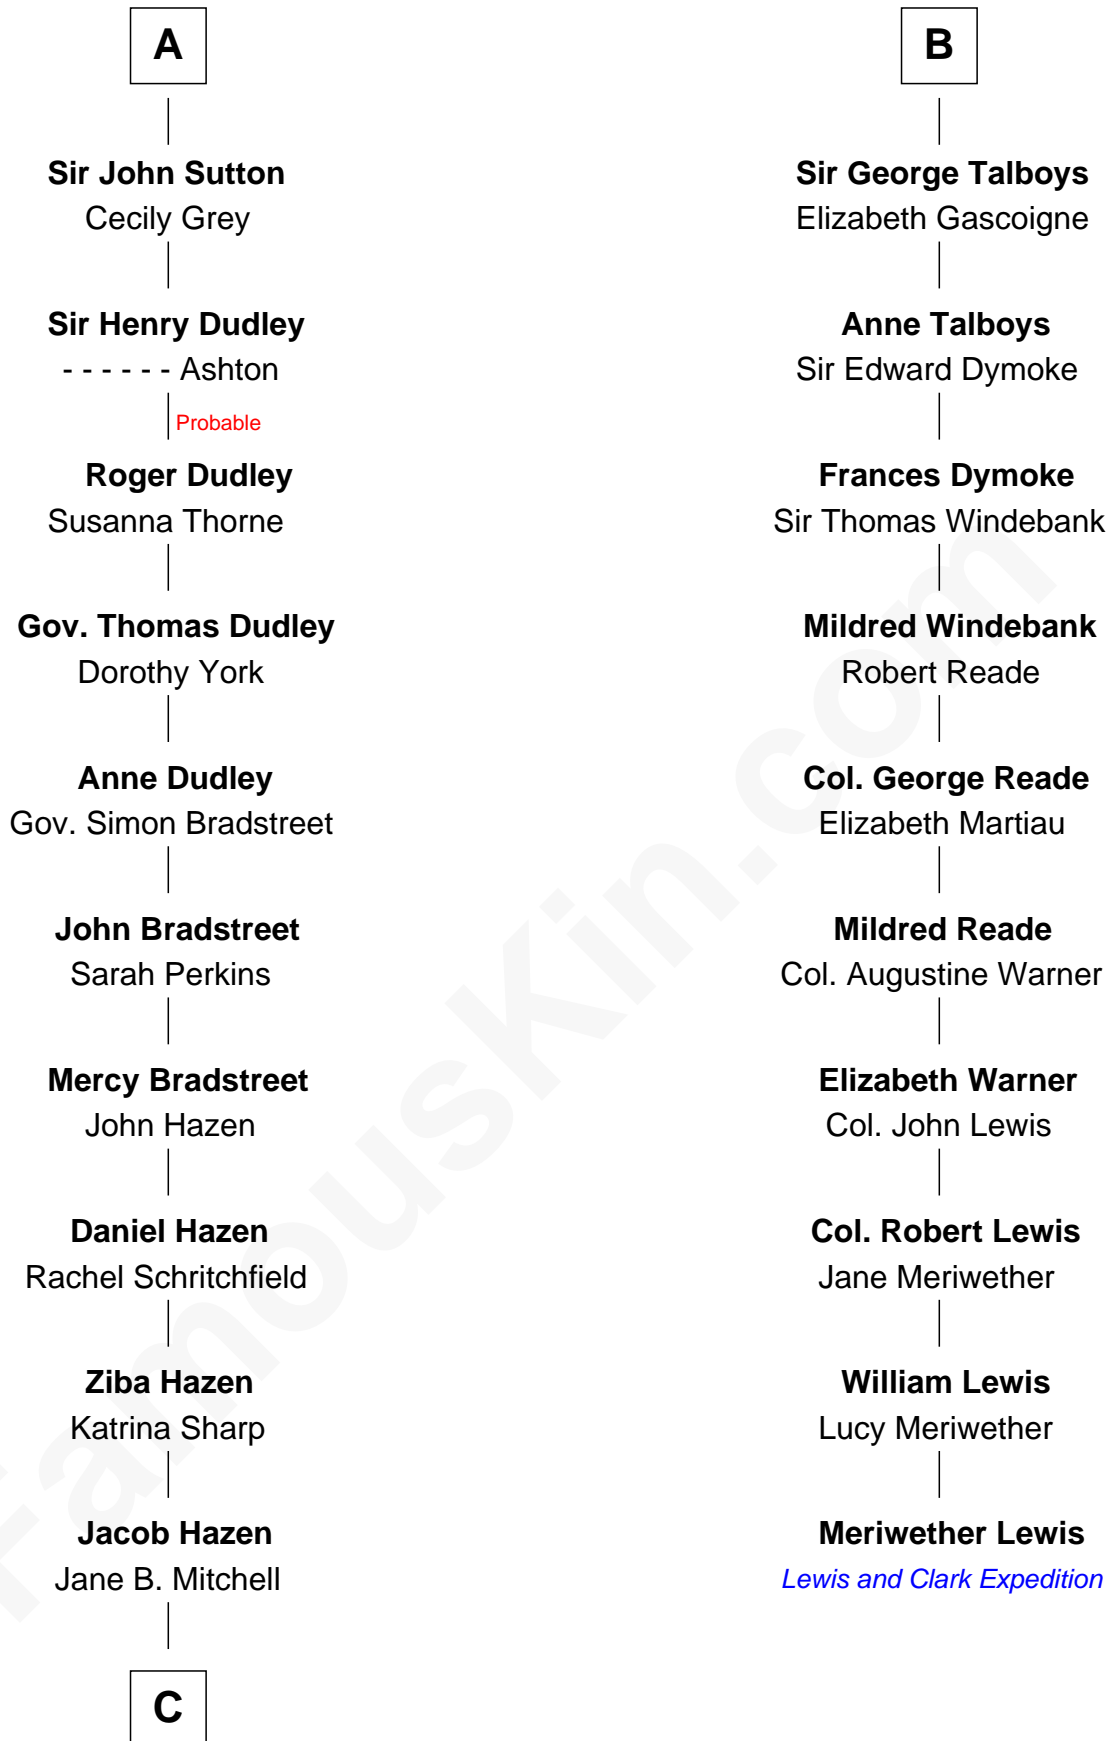 A
Sir John Sutton
Cecily Grey
Sir Henry Dudley
- - - - - - Ashton
Probable
Roger Dudley
Susanna Thorne
Gov. Thomas Dudley
Dorothy York
Anne Dudley
Gov. Simon Bradstreet
John Bradstreet
Sarah Perkins
Mercy Bradstreet
John Hazen
Daniel Hazen
Rachel Schritchfield
Ziba Hazen
Katrina Sharp
Jacob Hazen
Jane B. Mitchell
C
B
Sir George Talboys
Elizabeth Gascoigne
Anne Talboys
Sir Edward Dymoke
Frances Dymoke
Sir Thomas Windebank
Mildred Windebank
Robert Reade
Col. George Reade
Elizabeth Martiau
Mildred Reade
Col. Augustine Warner
Elizabeth Warner
Col. John Lewis
Col. Robert Lewis
Jane Meriwether
William Lewis
Lucy Meriwether
Meriwether Lewis
Lewis and Clark Expedition
FamousKin.com